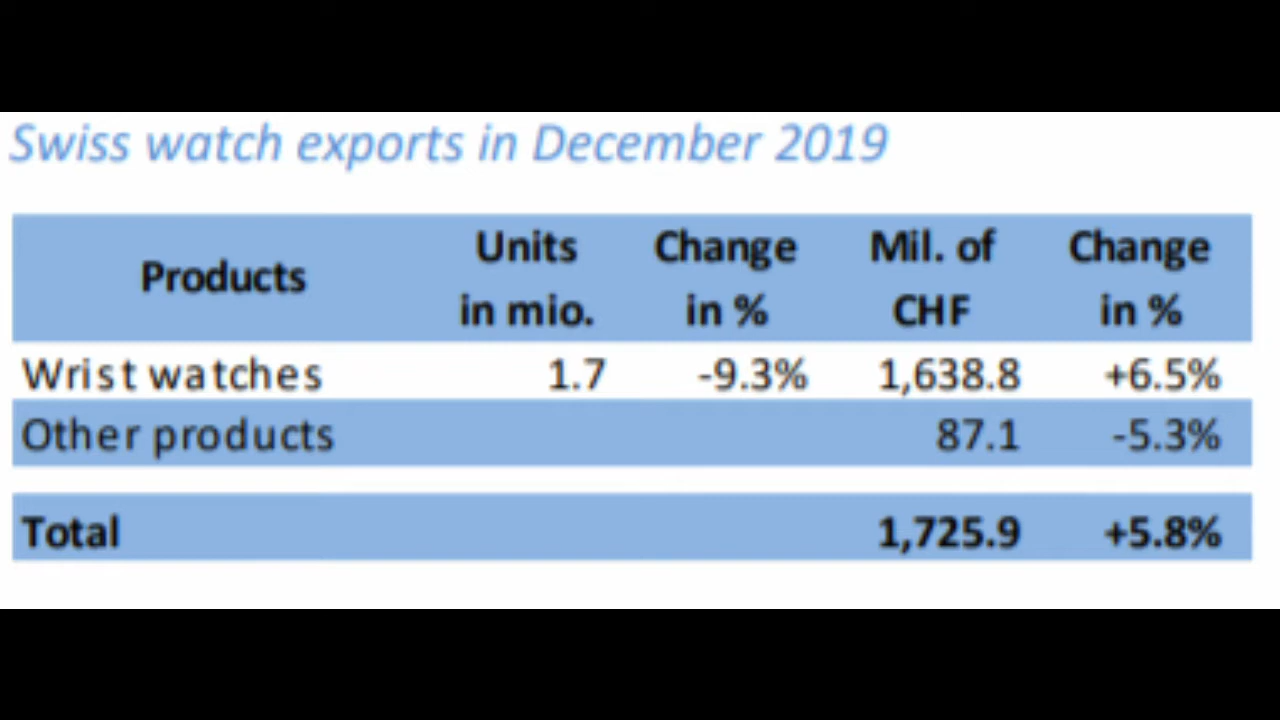 Swiss watch exports in December 2019
Products Units in mio. Change in % Mil. of CHF Change in %
Wrist watches 1.7 -9.3% 1,638.8 +6.5%
Other products 87.1 -5.3%
Total 1,725.9 +5.8%